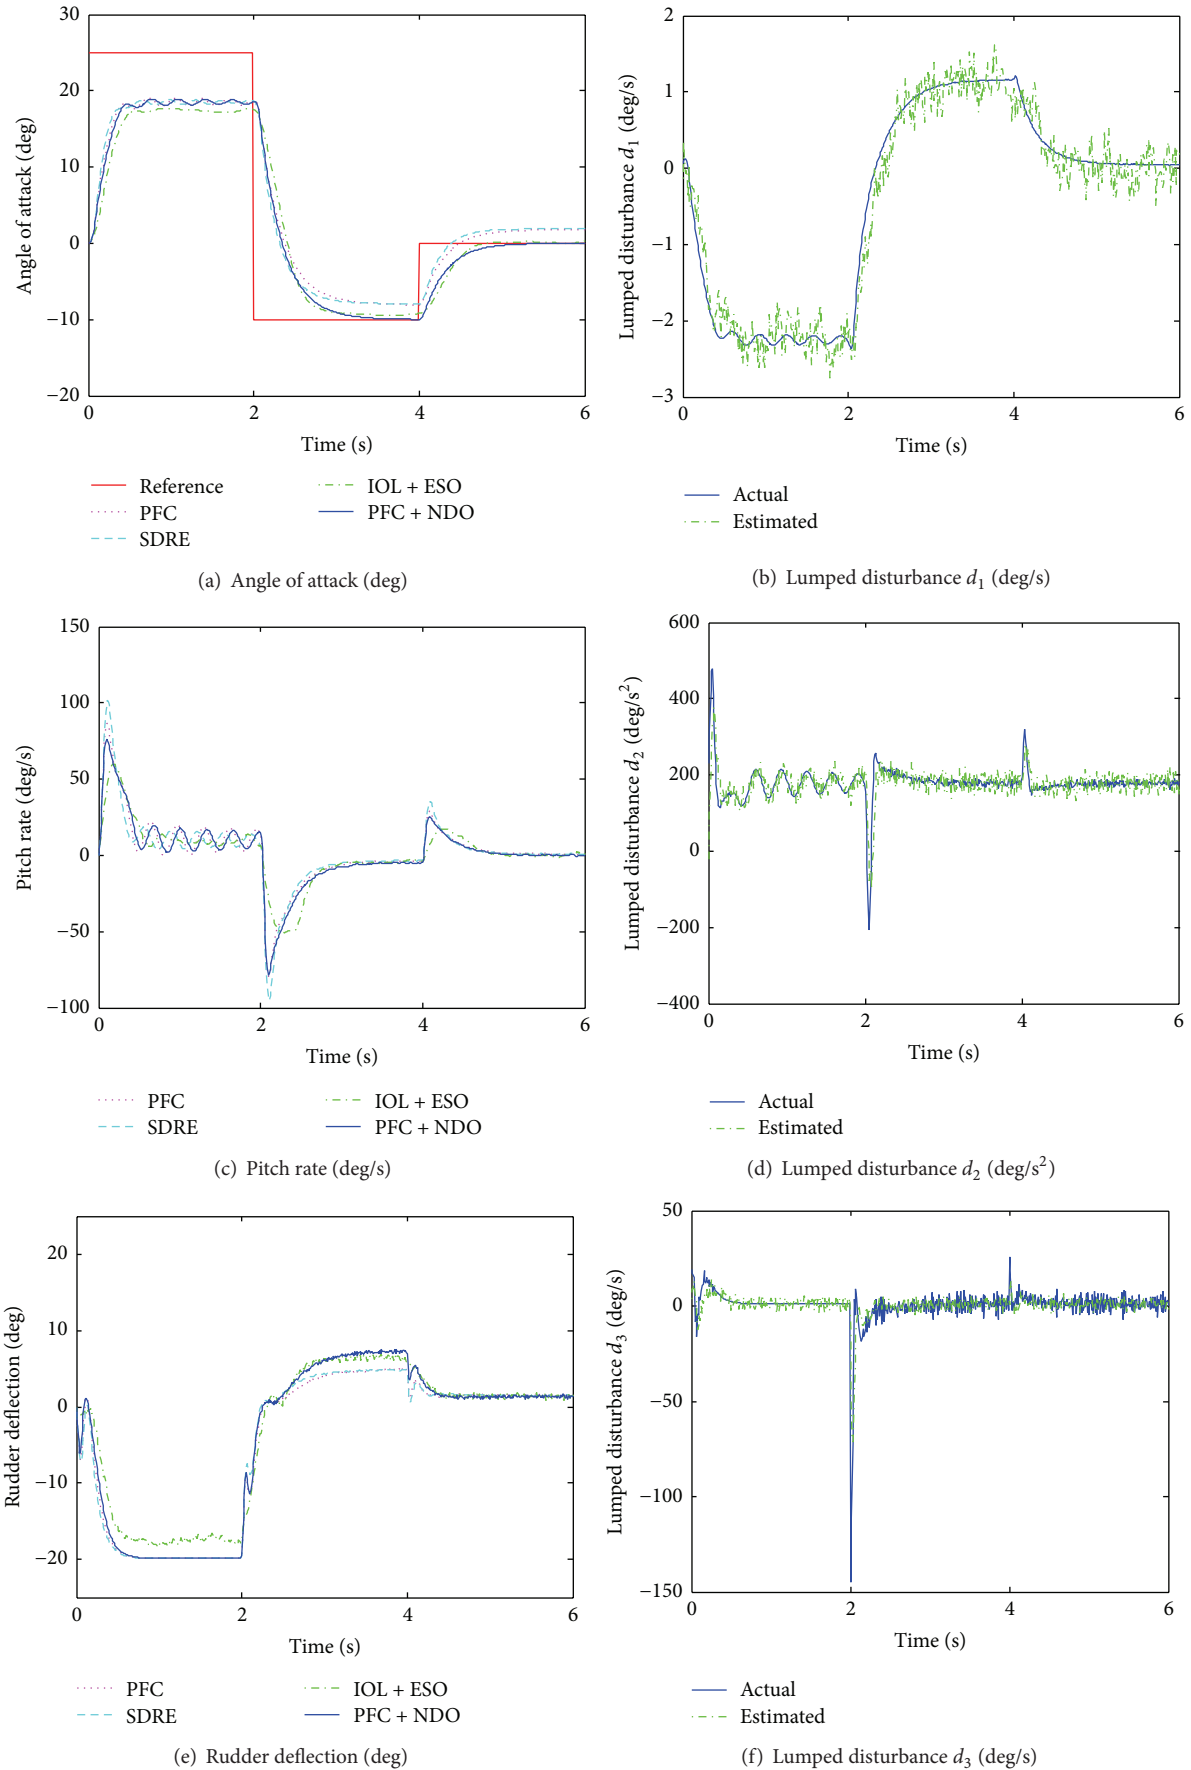 30
20
10
0
−10
−20
Angle of attack (deg)
0
2
4
6
Time (s)
Reference
PFC
SDRE
IOL + ESO
PFC + NDO
(a) Angle of attack (deg)
2
1
0
−1
−2
−3
Lumped disturbance d1 (deg/s)
0
2
4
6
Time (s)
Actual
Estimated
(b) Lumped disturbance d1 (deg/s)
150
100
50
0
−50
−100
Pitch rate (deg/s)
0
2
4
6
Time (s)
PFC
SDRE
IOL + ESO
PFC + NDO
(c) Pitch rate (deg/s)
600
400
200
0
−200
−400
Lumped disturbance d2 (deg/s2)
0
2
4
6
Time (s)
Actual
Estimated
(d) Lumped disturbance d2 (deg/s2)
20
10
0
−10
−20
Rudder deflection (deg)
0
2
4
6
Time (s)
PFC
SDRE
IOL + ESO
PFC + NDO
(e) Rudder deflection (deg)
50
0
−50
−100
−150
Lumped disturbance d3 (deg/s)
0
2
4
6
Time (s)
Actual
Estimated
(f) Lumped disturbance d3 (deg/s)